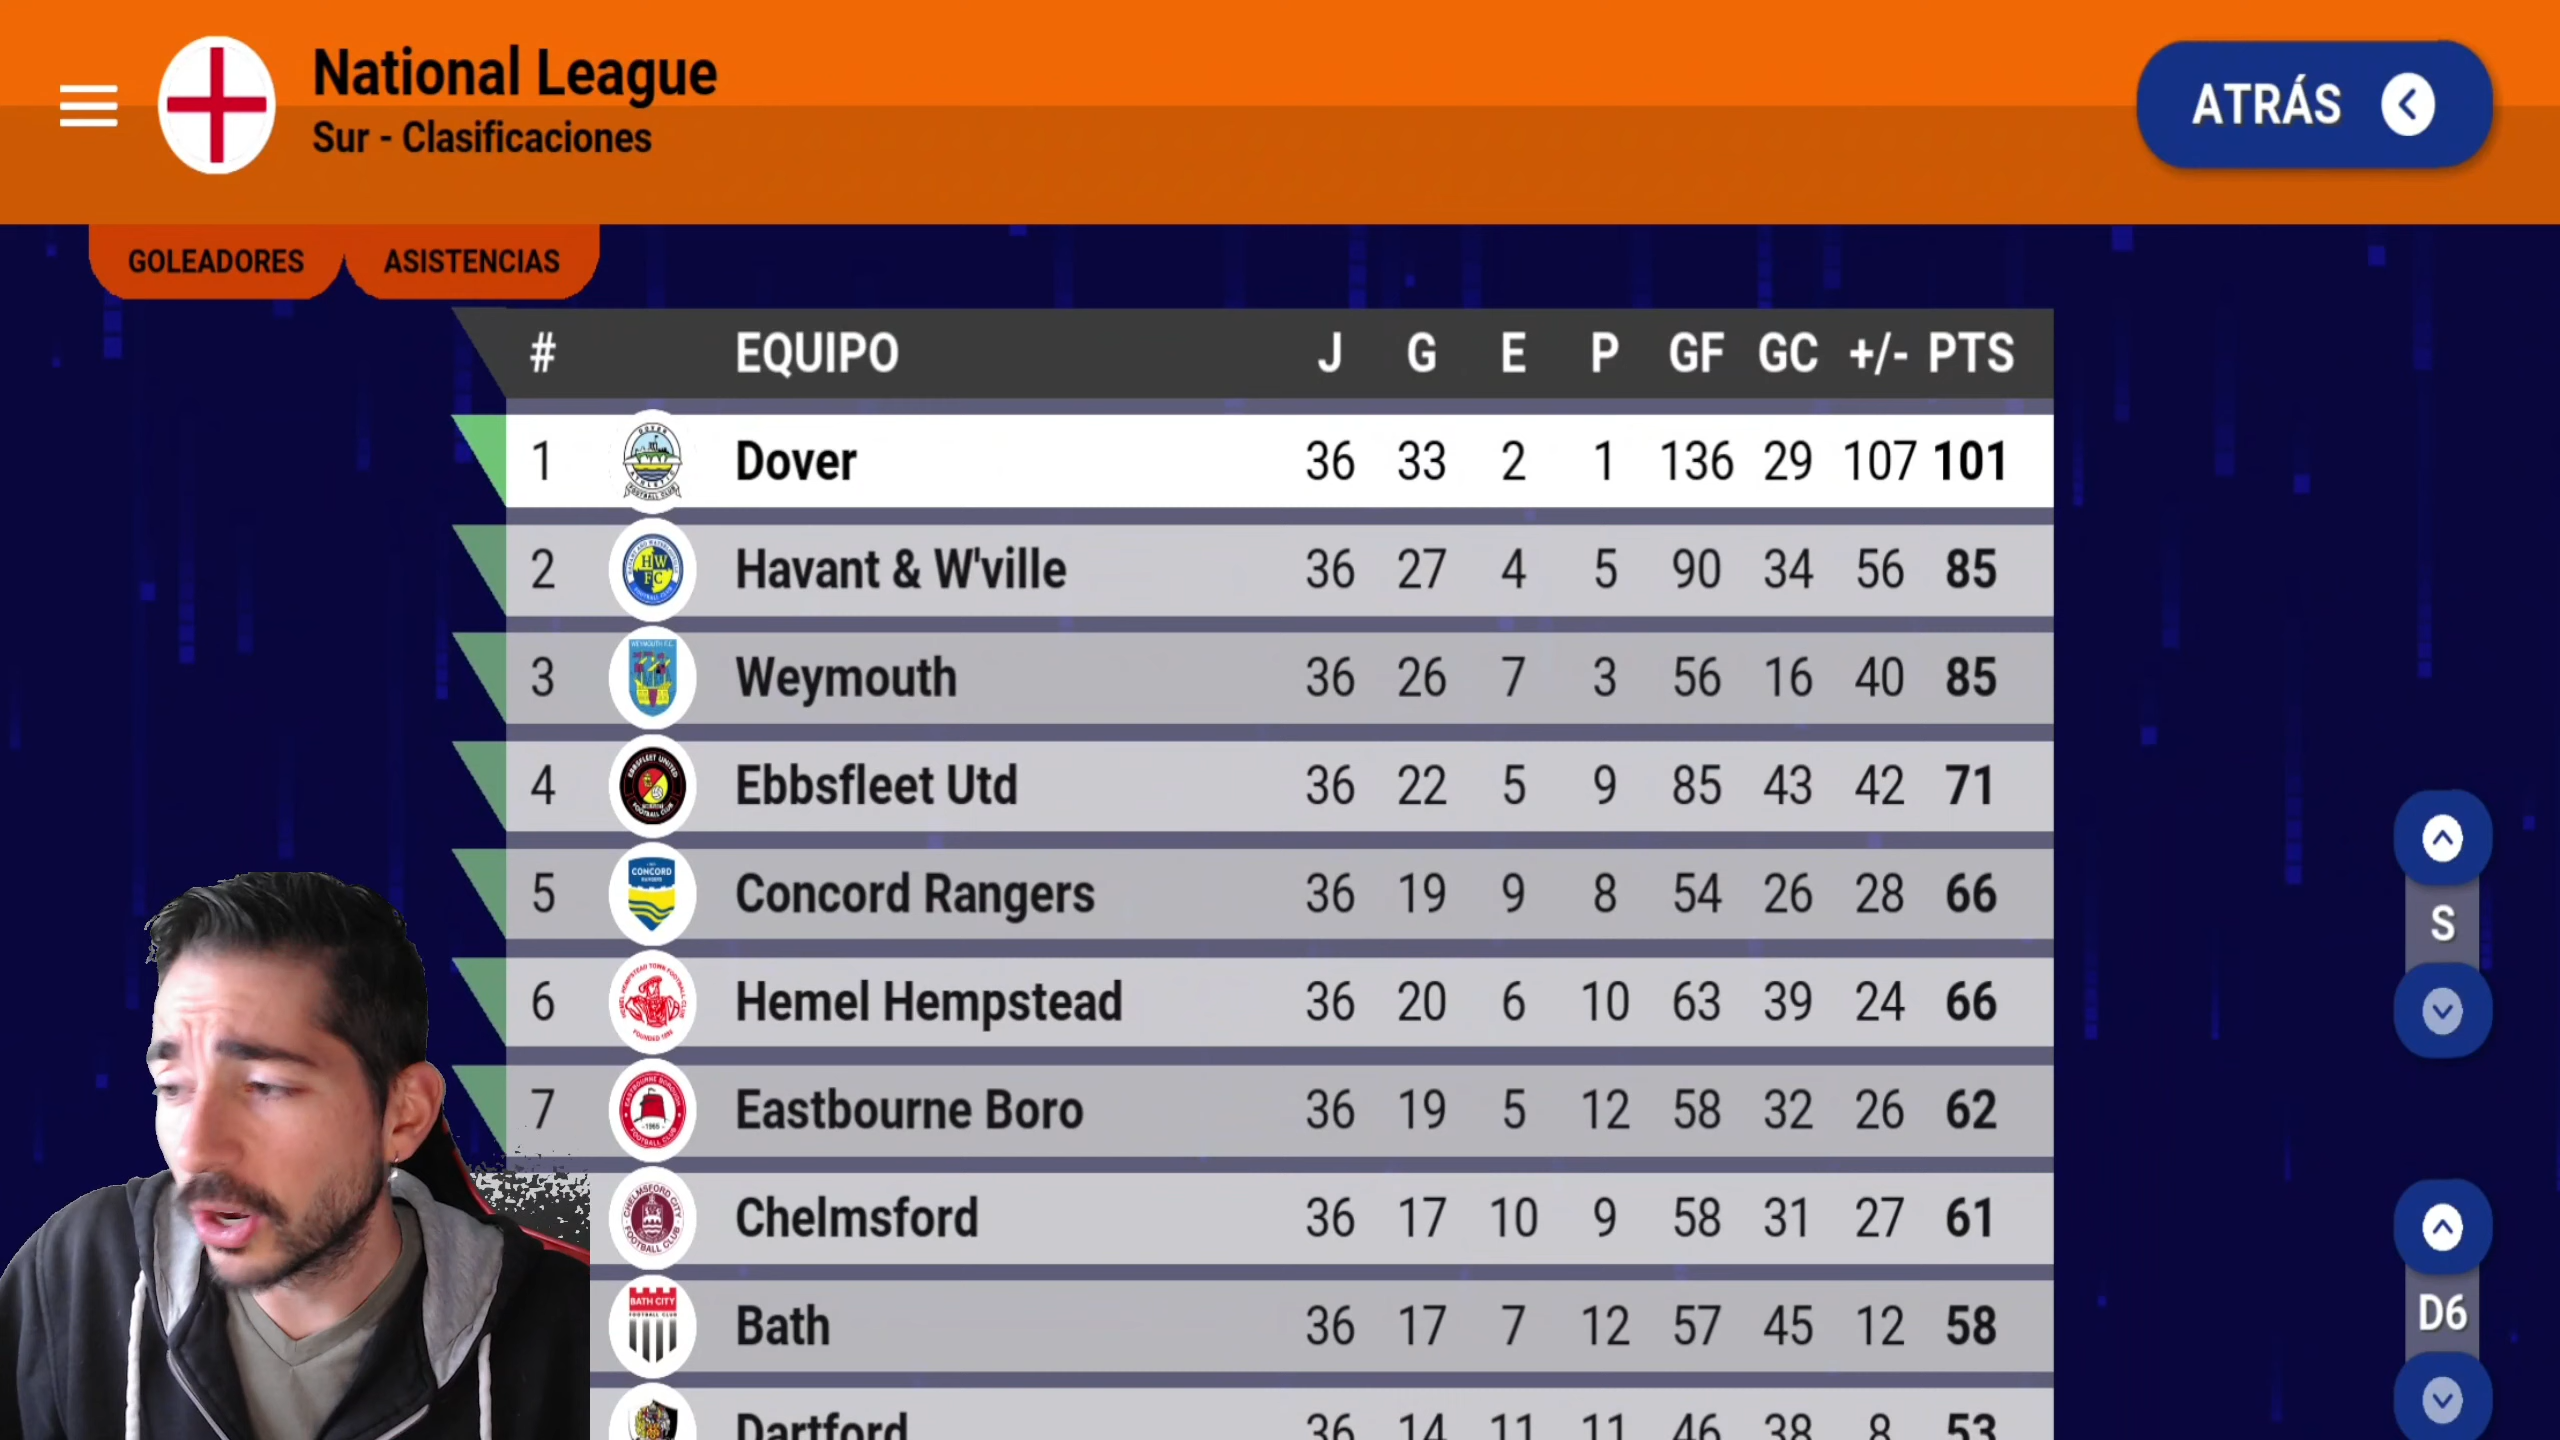 National League
Sur - Clasificaciones
ATRÁS
GOLEADORES ASISTENCIAS
# EQUIPO J G E P GF GC +/- PTS
1 Dover 36 33 2 1 136 29 107 101
2 Havant & W'ville 36 27 4 5 90 34 56 85
3 Weymouth 36 26 7 3 56 16 40 85
4 Ebbsfleet Utd 36 22 5 9 85 43 42 71
5 Concord Rangers 36 19 9 8 54 26 28 66
6 Hemel Hempstead 36 20 6 10 63 39 24 66
7 Eastbourne Boro 36 19 5 12 58 32 26 62
Chelmsford 36 17 10 9 58 31 27 61
Bath 36 17 7 12 57 45 12 58
Dartford 36 14 11 11 46 38 8 53
S
D6